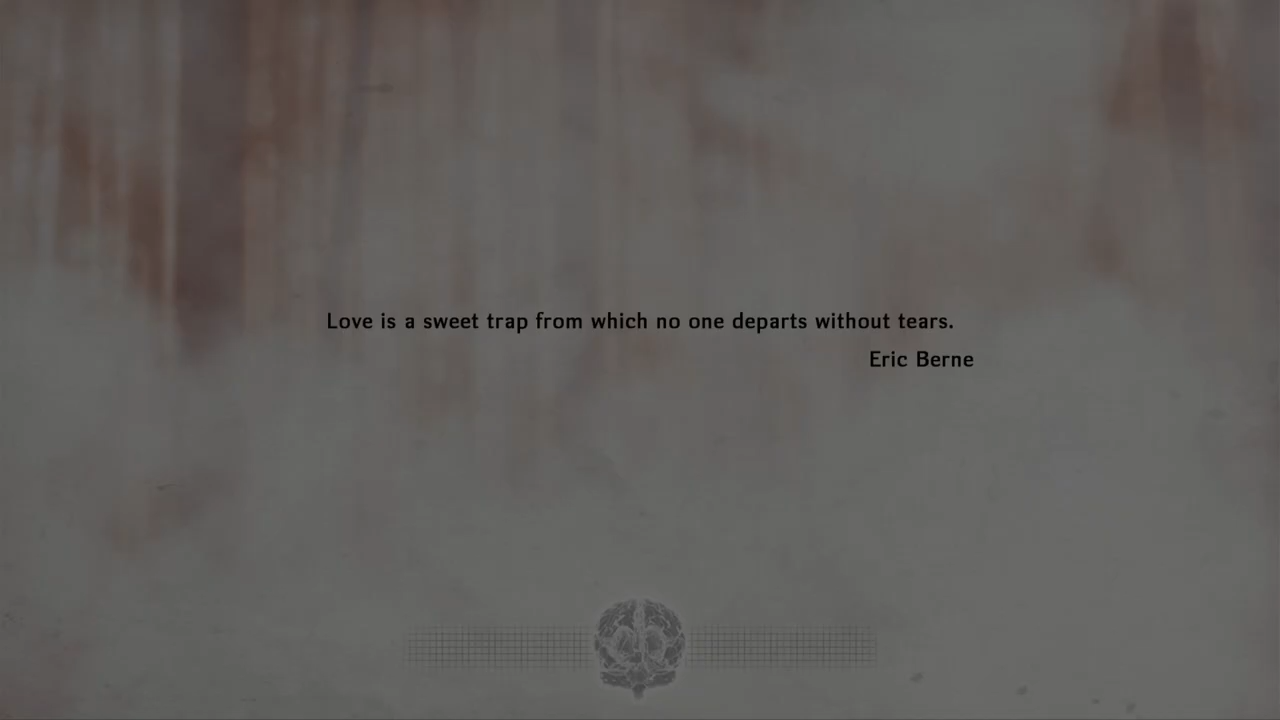 Love is a sweet trap from which no one departs without tears.
Eric Berne